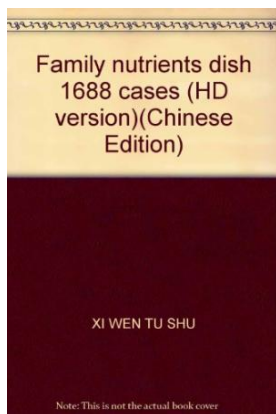 Family nutrients dish
1688 cases (HD
version)(Chinese
Edition)
XI WEN TU SHU
Note: This is not the actual book cover